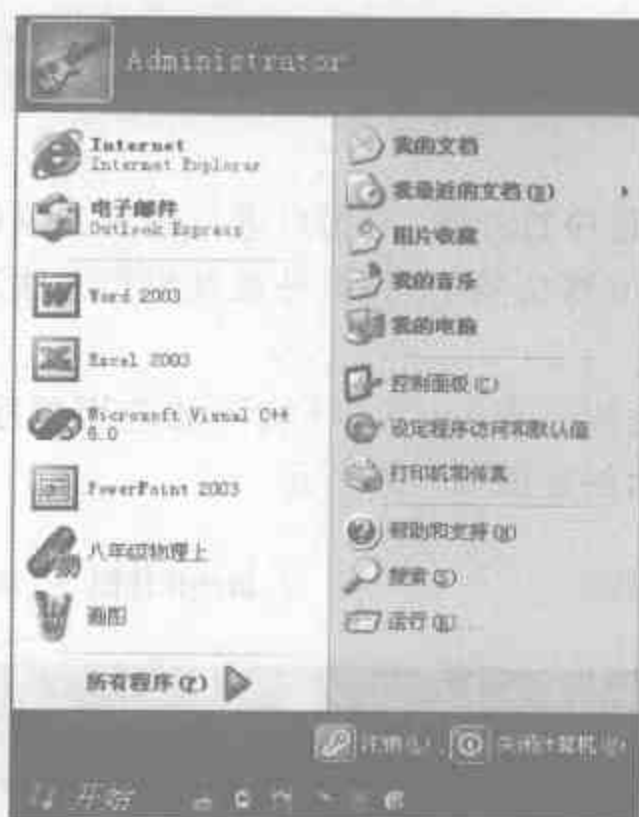 Administrator
Internet
Internet Explorer
电子邮件
Outlook Express
Word 2003
Excel 2003
Microsoft Visual C++
6.0
PowerPoint 2003
八年级物理上
画图
所有程序(P)
我的文档
我最近的文档(D)
图片收藏
我的音乐
我的电脑
控制面板(C)
设定程序访问和默认值
打印机和传真
帮助和支持(H)
搜索(S)
运行(R)...
注销(L)
关闭计算机(U)
开始